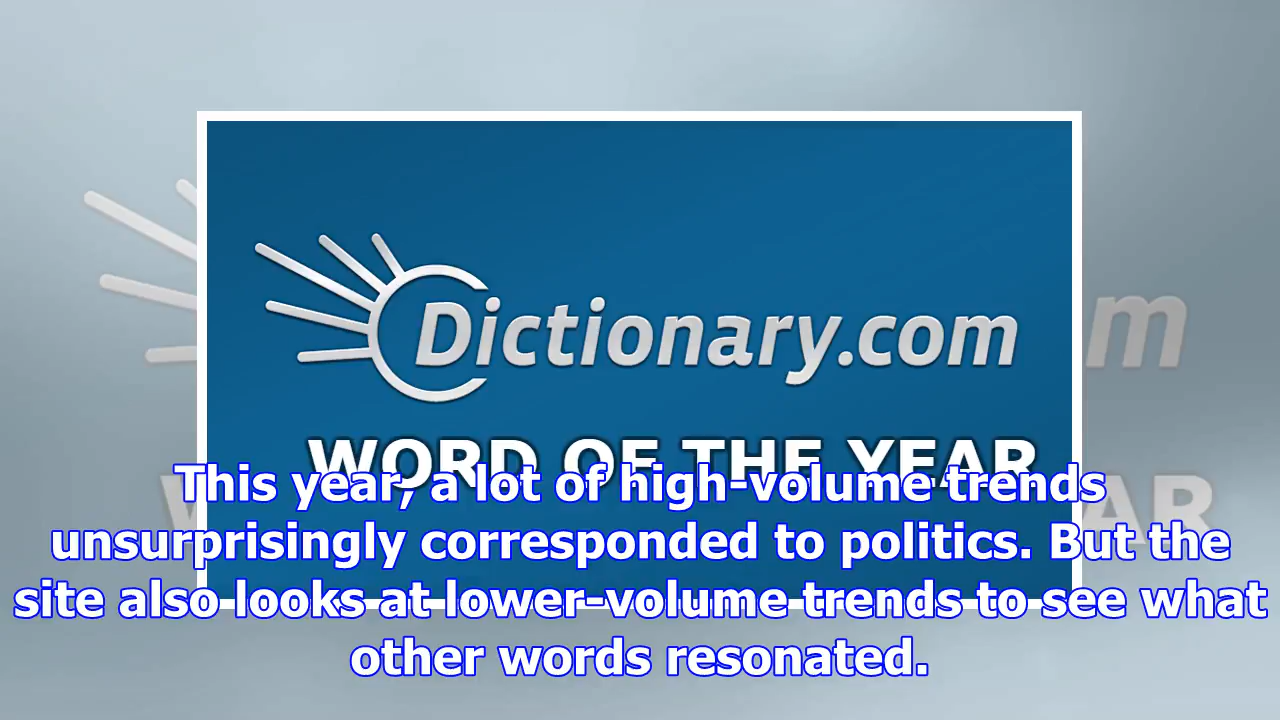 Dictionary.com
WORD OF THE YEAR
This year, a lot of high-volume trends
unsurprisingly corresponded to politics. But the
site also looks at lower-volume trends to see what
other words resonated.
m
W
AR